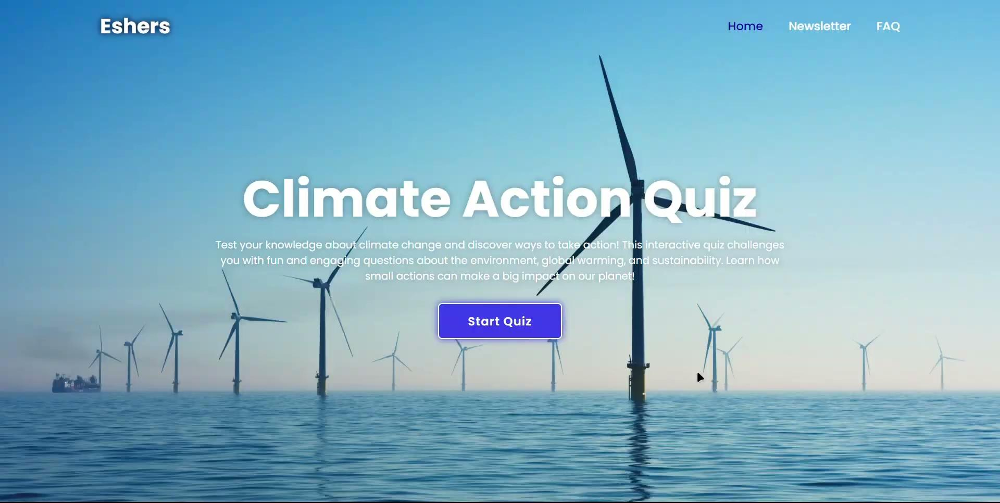 Eshers
Home
Newsletter
FAQ
Climate Action Quiz
Test your knowledge about climate change and discover ways to take action! This interactive quiz challenges
you with fun and engaging questions about the environment, global warming, and sustainability. Learn how
small actions can make a big impact on our planet!
Start Quiz